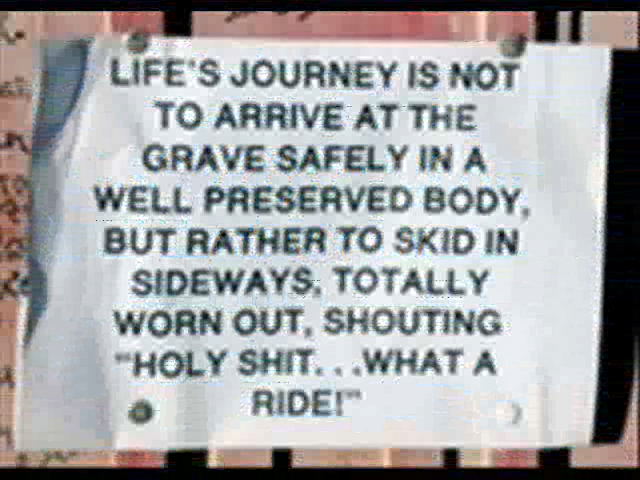 LIFE'S JOURNEY IS NOT
TO ARRIVE AT THE
GRAVE SAFELY IN A
WELL PRESERVED BODY,
BUT RATHER TO SKID IN
SIDEWAYS, TOTALLY
WORN OUT, SHOUTING
"HOLY SHIT. . .WHAT A
RIDE!"